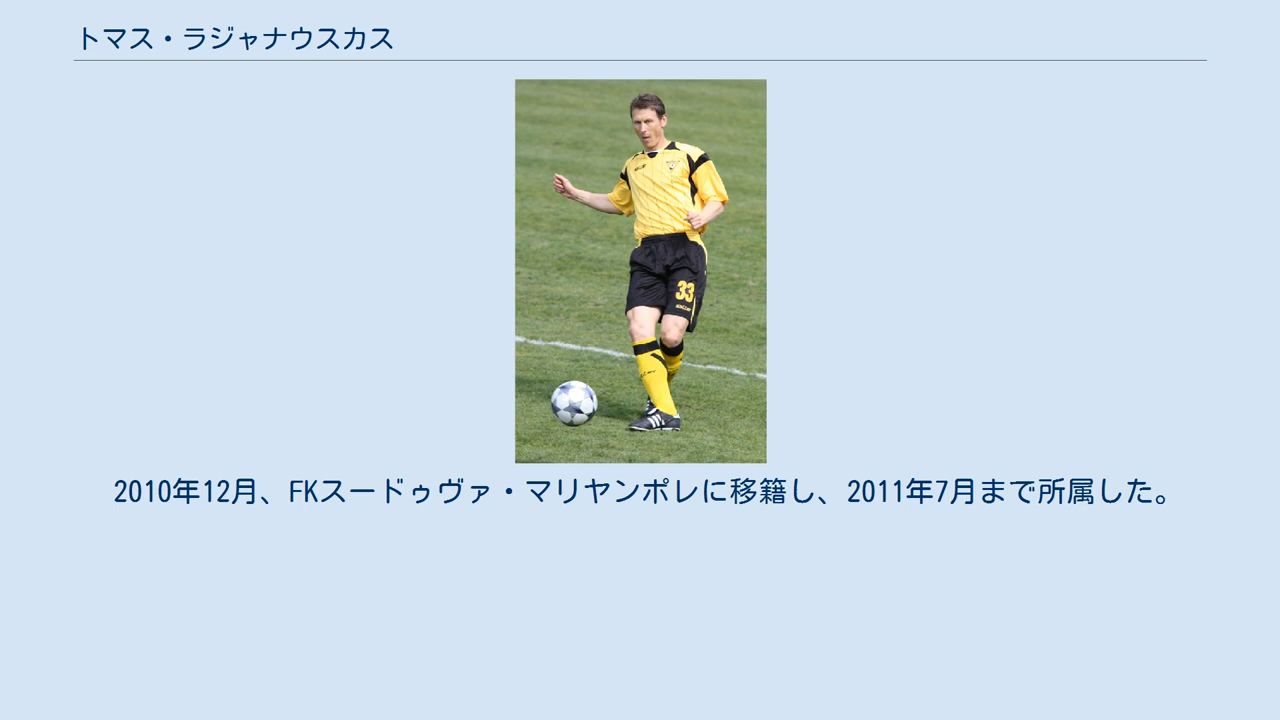 トマス・ラジャナウスカス
33
2010年12月、FKスードゥヴァ・マリヤンポレに移籍し、2011年7月まで所属した。